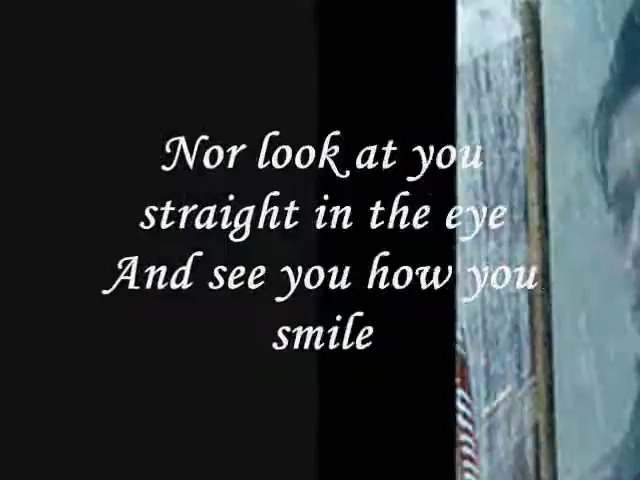 Nor look at you
straight in the eye
And see you how you
smile